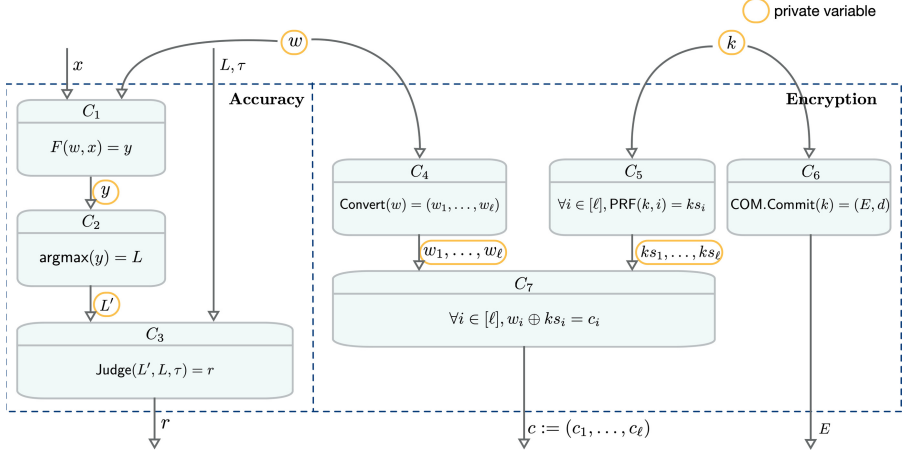 private variable
w
k
x
L, τ
Accuracy
Encryption
C₁
F(w, x) = y
y
C₂
argmax(y) = L
L′
C₃
Judge(L′, L, τ) = r
r
C₄
Convert(w) = (w₁, . . . , wℓ)
w₁, . . . , wℓ
C₅
∀i ∈ [ℓ], PRF(k, i) = ksᵢ
ks₁, . . . , ksℓ
C₆
COM.Commit(k) = (E, d)
C₇
∀i ∈ [ℓ], wᵢ ⊕ ksᵢ = cᵢ
c := (c₁, . . . , cℓ)
E